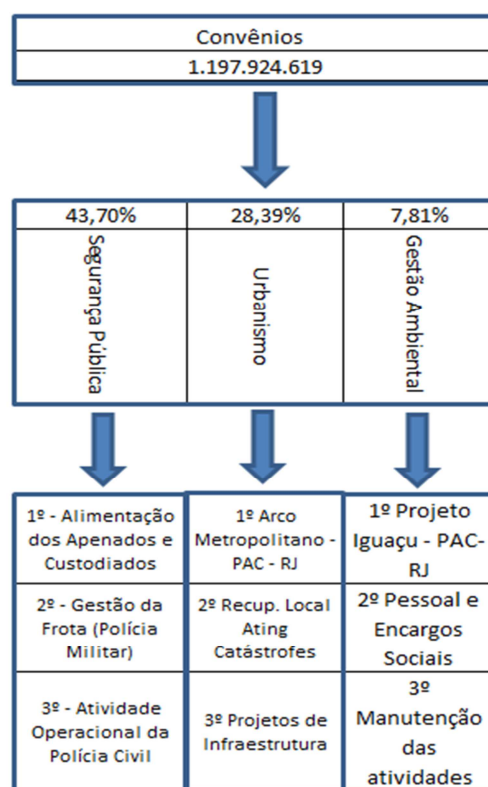 Convênios
1.197.924.619
43,70%
28,39%
7,81%
Segurança Pública
Urbanismo
Gestão Ambiental
1º - Alimentação
dos Apenados e
Custodiados
2º - Gestão da
Frota (Polícia
Militar)
3º - Atividade
Operacional da
Polícia Civil
1º Arco
Metropolitano -
PAC - RJ
2º Recup. Local
Ating
Catástrofes
3º Projetos de
Infraestrutura
1º Projeto
Iguaçu - PAC-
RJ
2º Pessoal e
Encargos
Sociais
3º
Manutenção
das
atividades